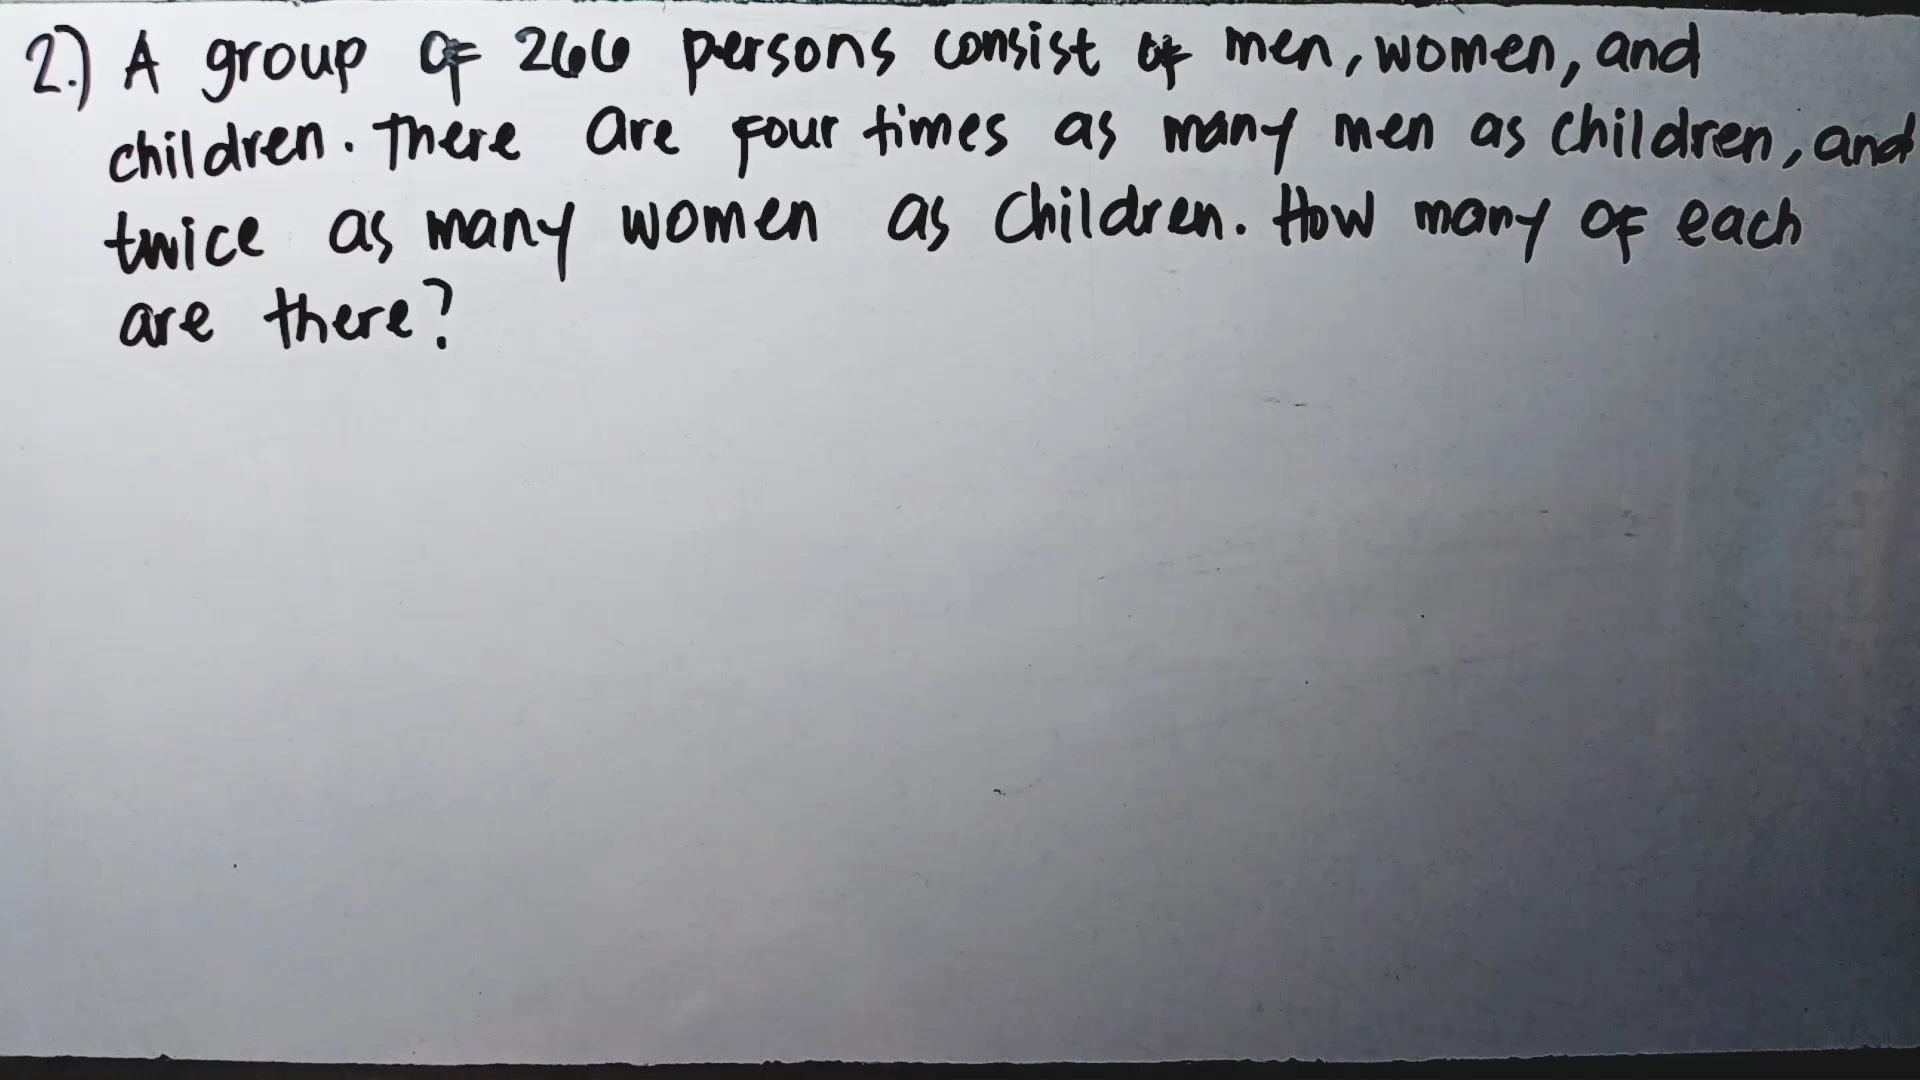 2.) A group of 266 persons consist of men, women, and
children. There are four times as many men as children, and
twice as many women as children. How many of each
are there?